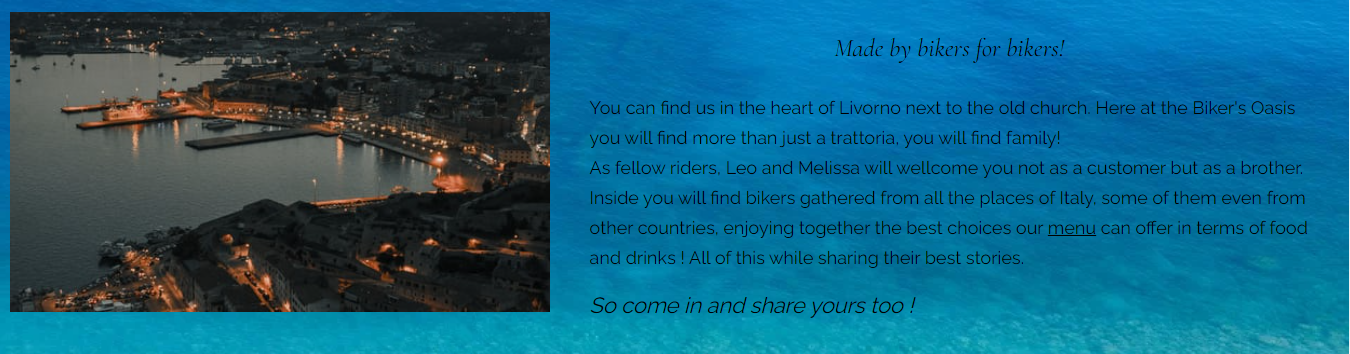 Made by bikers for bikers!
You can find us in the heart of Livorno next to the old church. Here at the Biker's Oasis
you will find more than just a trattoria, you will find family!
As fellow riders, Leo and Melissa will wellcome you not as a customer but as a brother.
Inside you will find bikers gathered from all the places of Italy, some of them even from
other countries, enjoying together the best choices our menu can offer in terms of food
and drinks ! All of this while sharing their best stories.
So come in and share yours too !